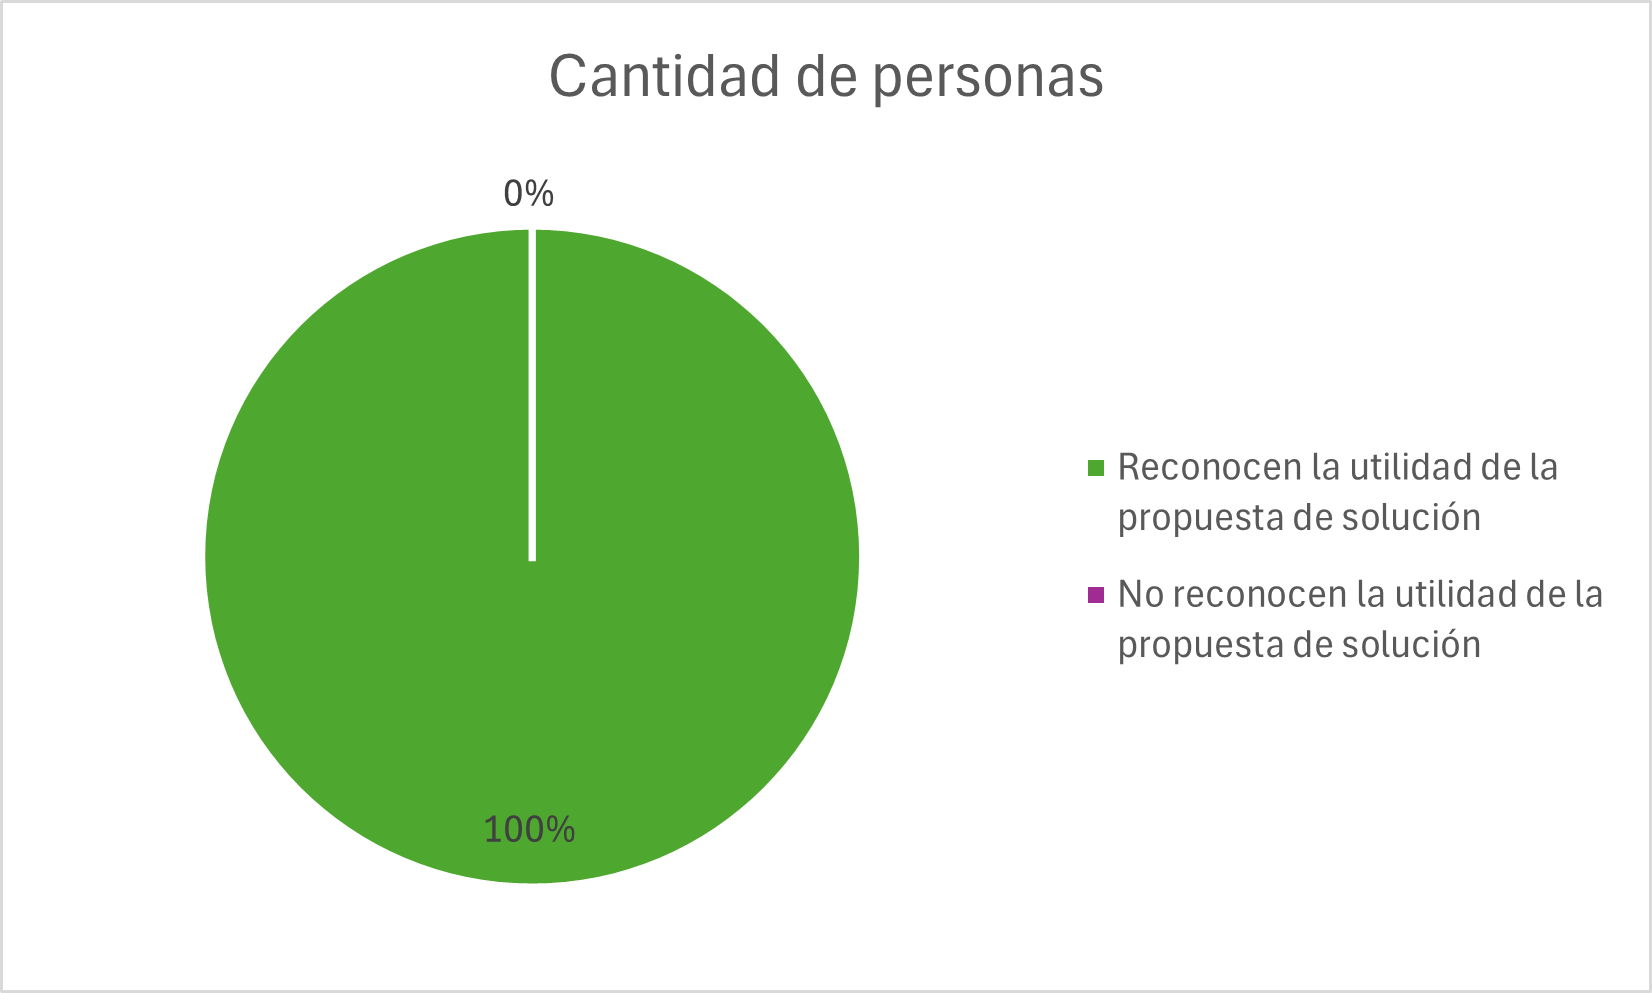 Cantidad de personas
0%
100%
Reconocen la utilidad de la
propuesta de solución
No reconocen la utilidad de la
propuesta de solución